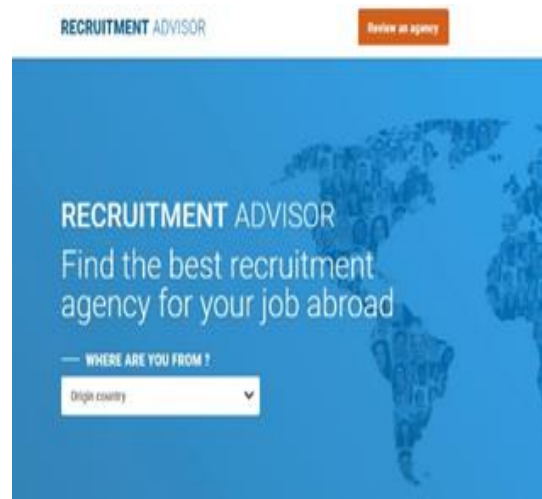 RECRUITMENT ADVISOR
Review an agency
RECRUITMENT ADVISOR
Find the best recruitment
agency for your job abroad
WHERE ARE YOU FROM ?
Origin country